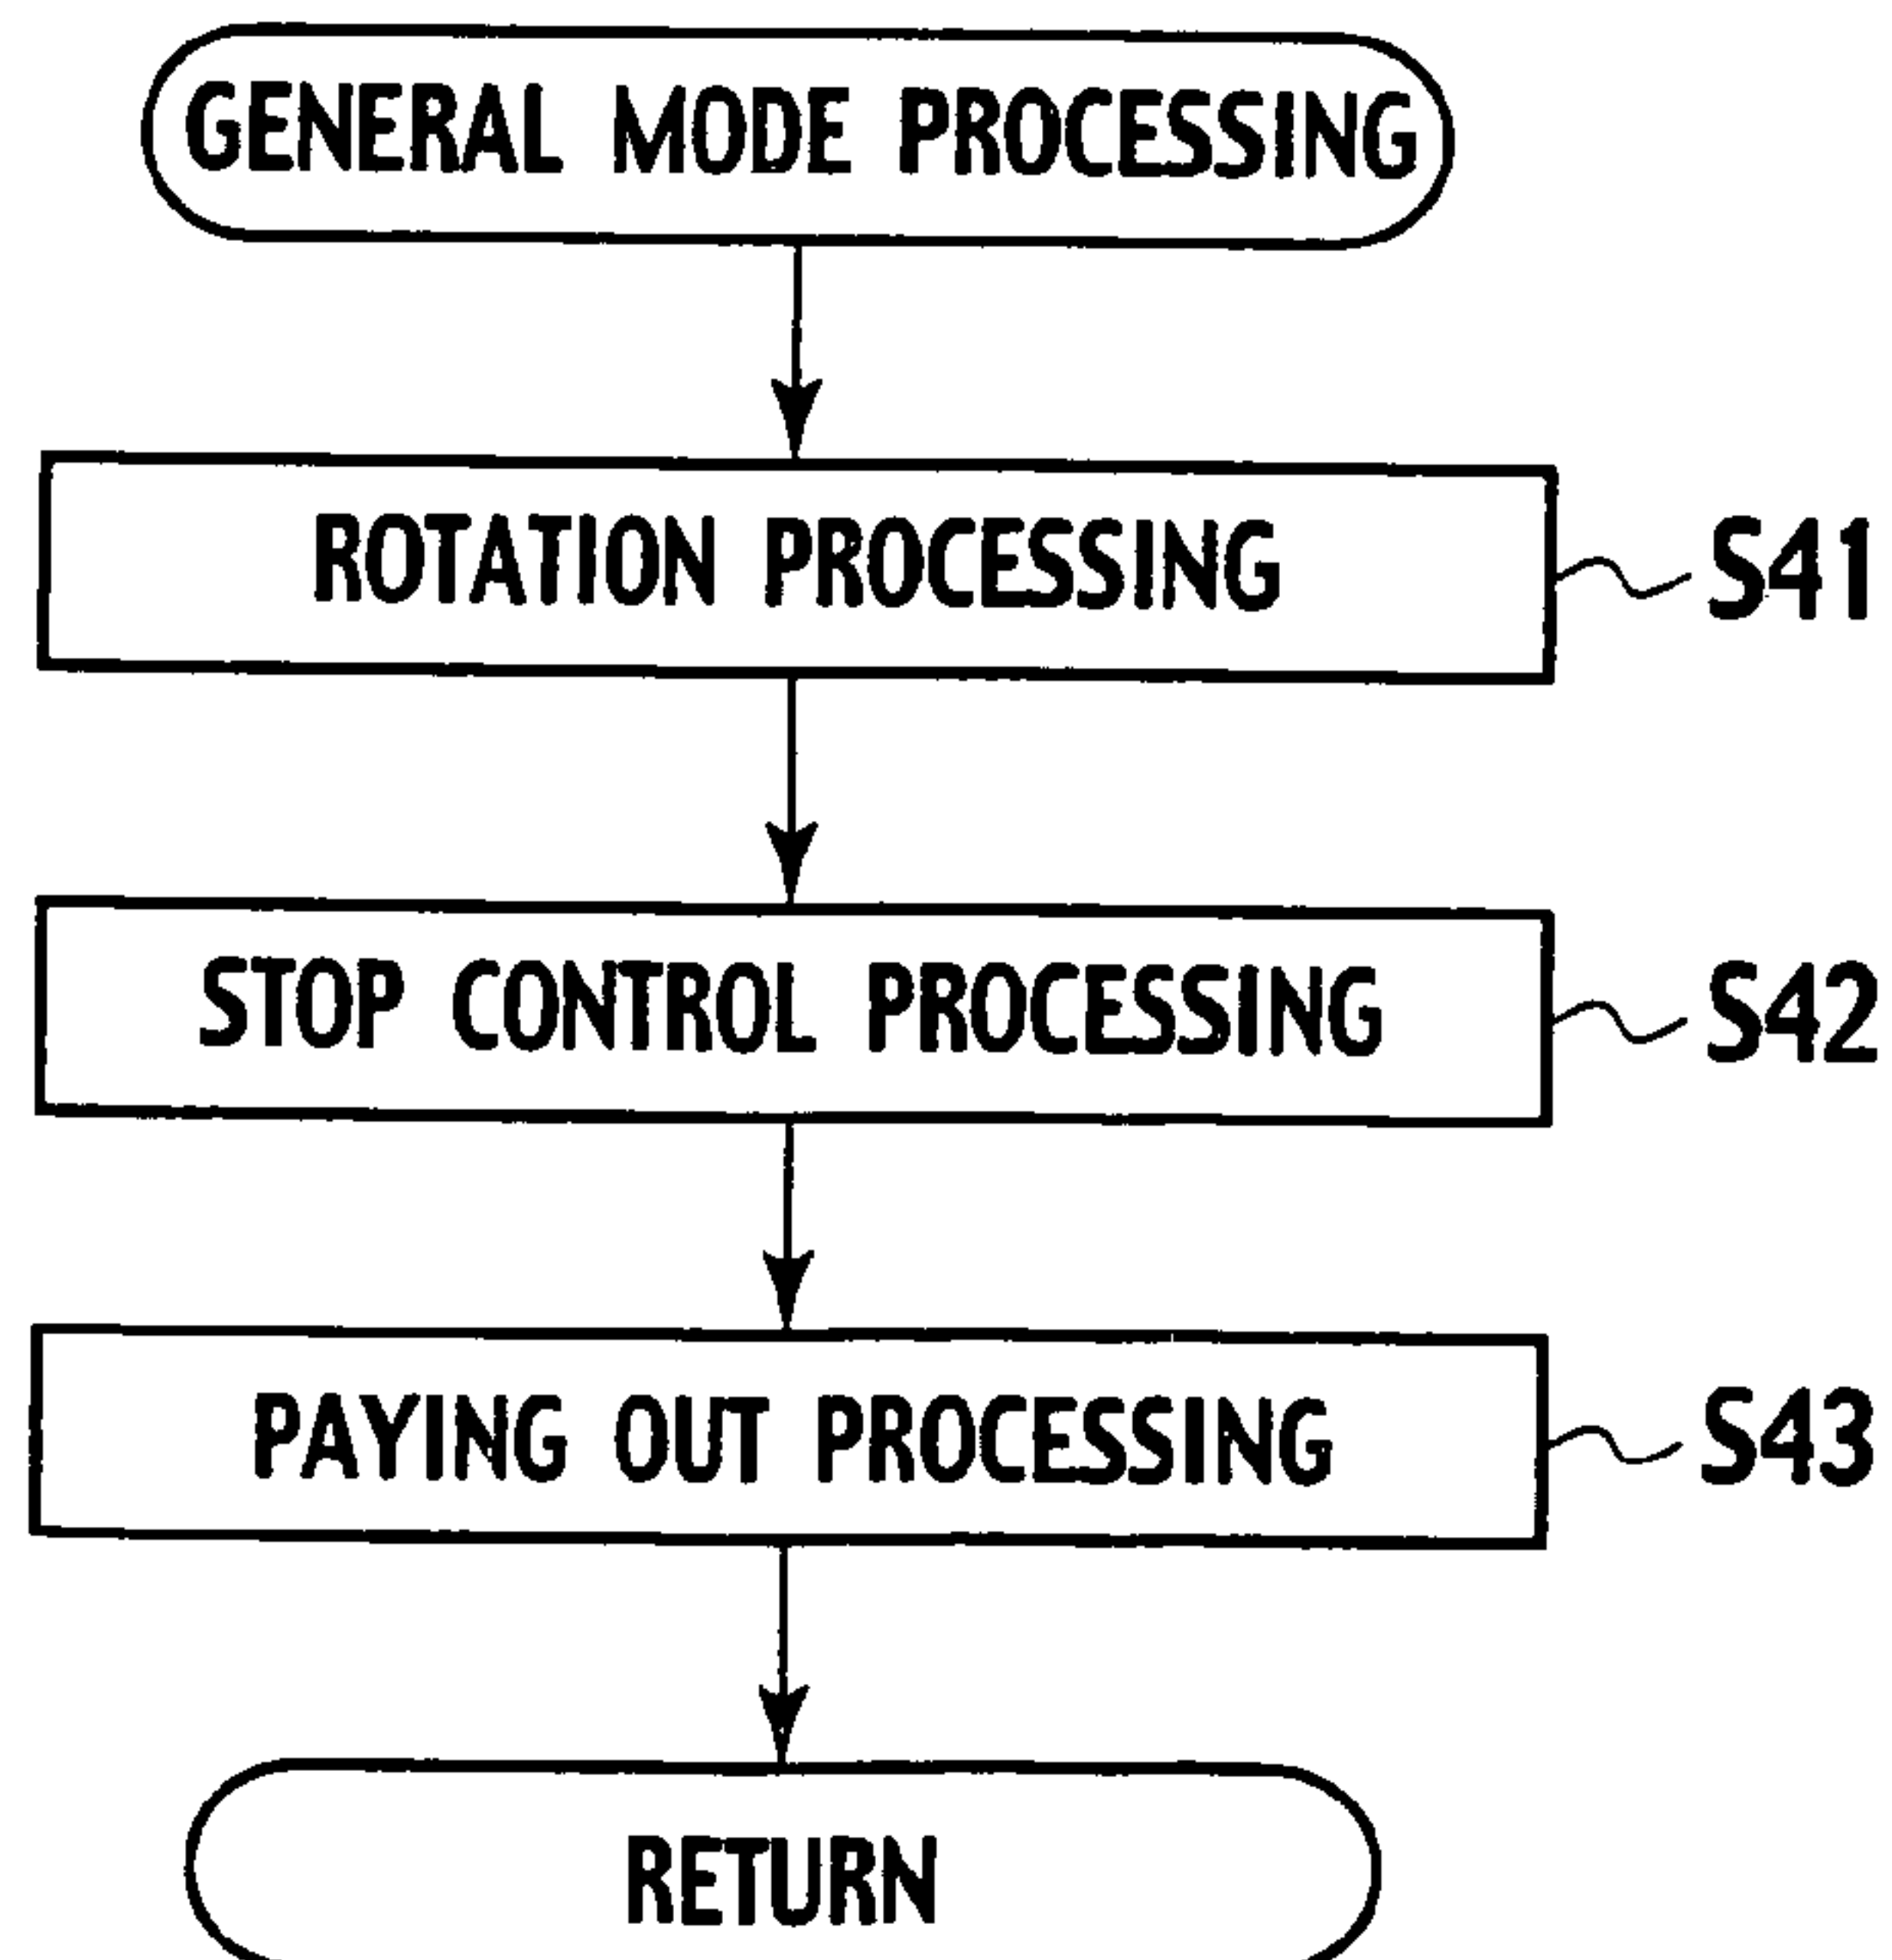 GENERAL MODE PROCESSING
ROTATION PROCESSING
S41
STOP CONTROL PROCESSING
S42
PAYING OUT PROCESSING
S43
RETURN